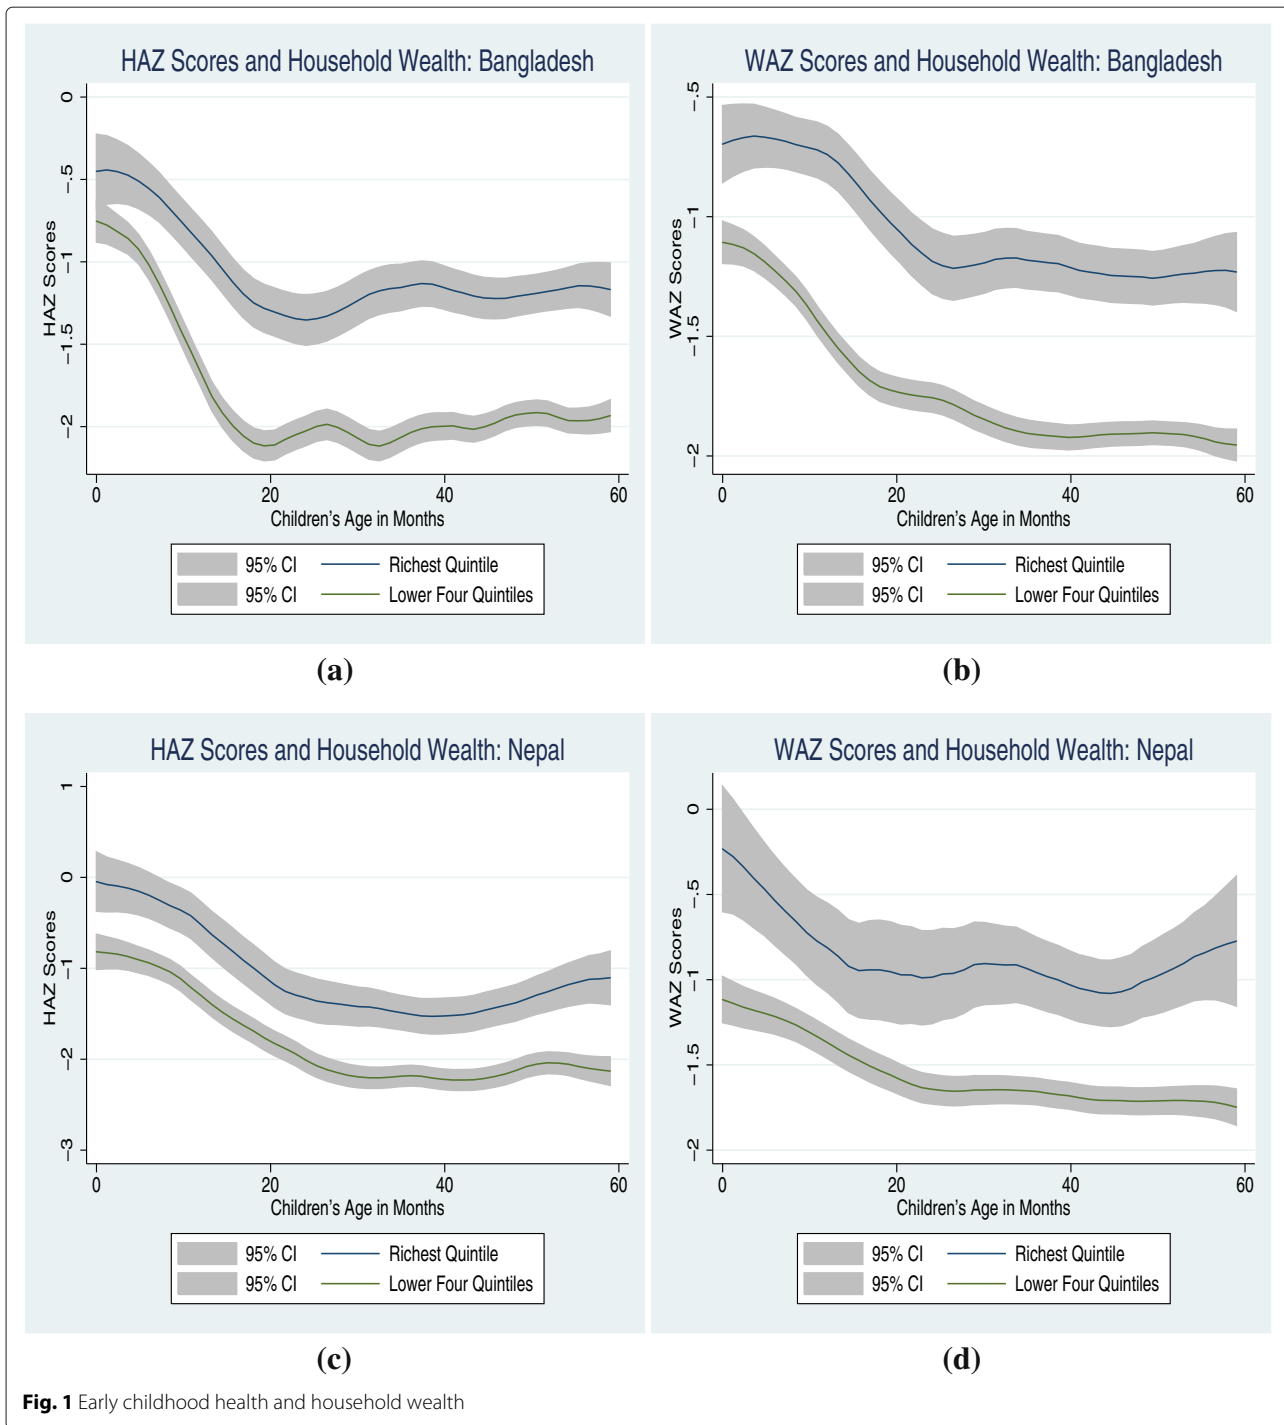 HAZ Scores and Household Wealth: Bangladesh
HAZ Scores
0
-.5
-1
-1.5
-2
0 20 40 60
Children's Age in Months
95% CI Richest Quintile
95% CI Lower Four Quintiles
(a)
WAZ Scores and Household Wealth: Bangladesh
WAZ Scores
-.5
-1
-1.5
-2
0 20 40 60
Children's Age in Months
95% CI Richest Quintile
95% CI Lower Four Quintiles
(b)
HAZ Scores and Household Wealth: Nepal
HAZ Scores
1
0
-1
-2
-3
0 20 40 60
Children's Age in Months
95% CI Richest Quintile
95% CI Lower Four Quintiles
(c)
WAZ Scores and Household Wealth: Nepal
WAZ Scores
0
-.5
-1
-1.5
-2
0 20 40 60
Children's Age in Months
95% CI Richest Quintile
95% CI Lower Four Quintiles
(d)
Fig. 1 Early childhood health and household wealth